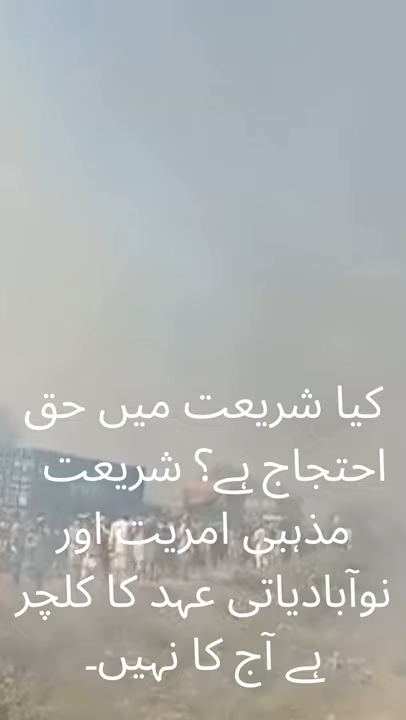 کیا شریعت میں حق
احتجاج ہے؟ شریعت
مذہبی امریت اور
نوآبادیاتی عہد کا کلچر
ہے آج کا نہیں۔